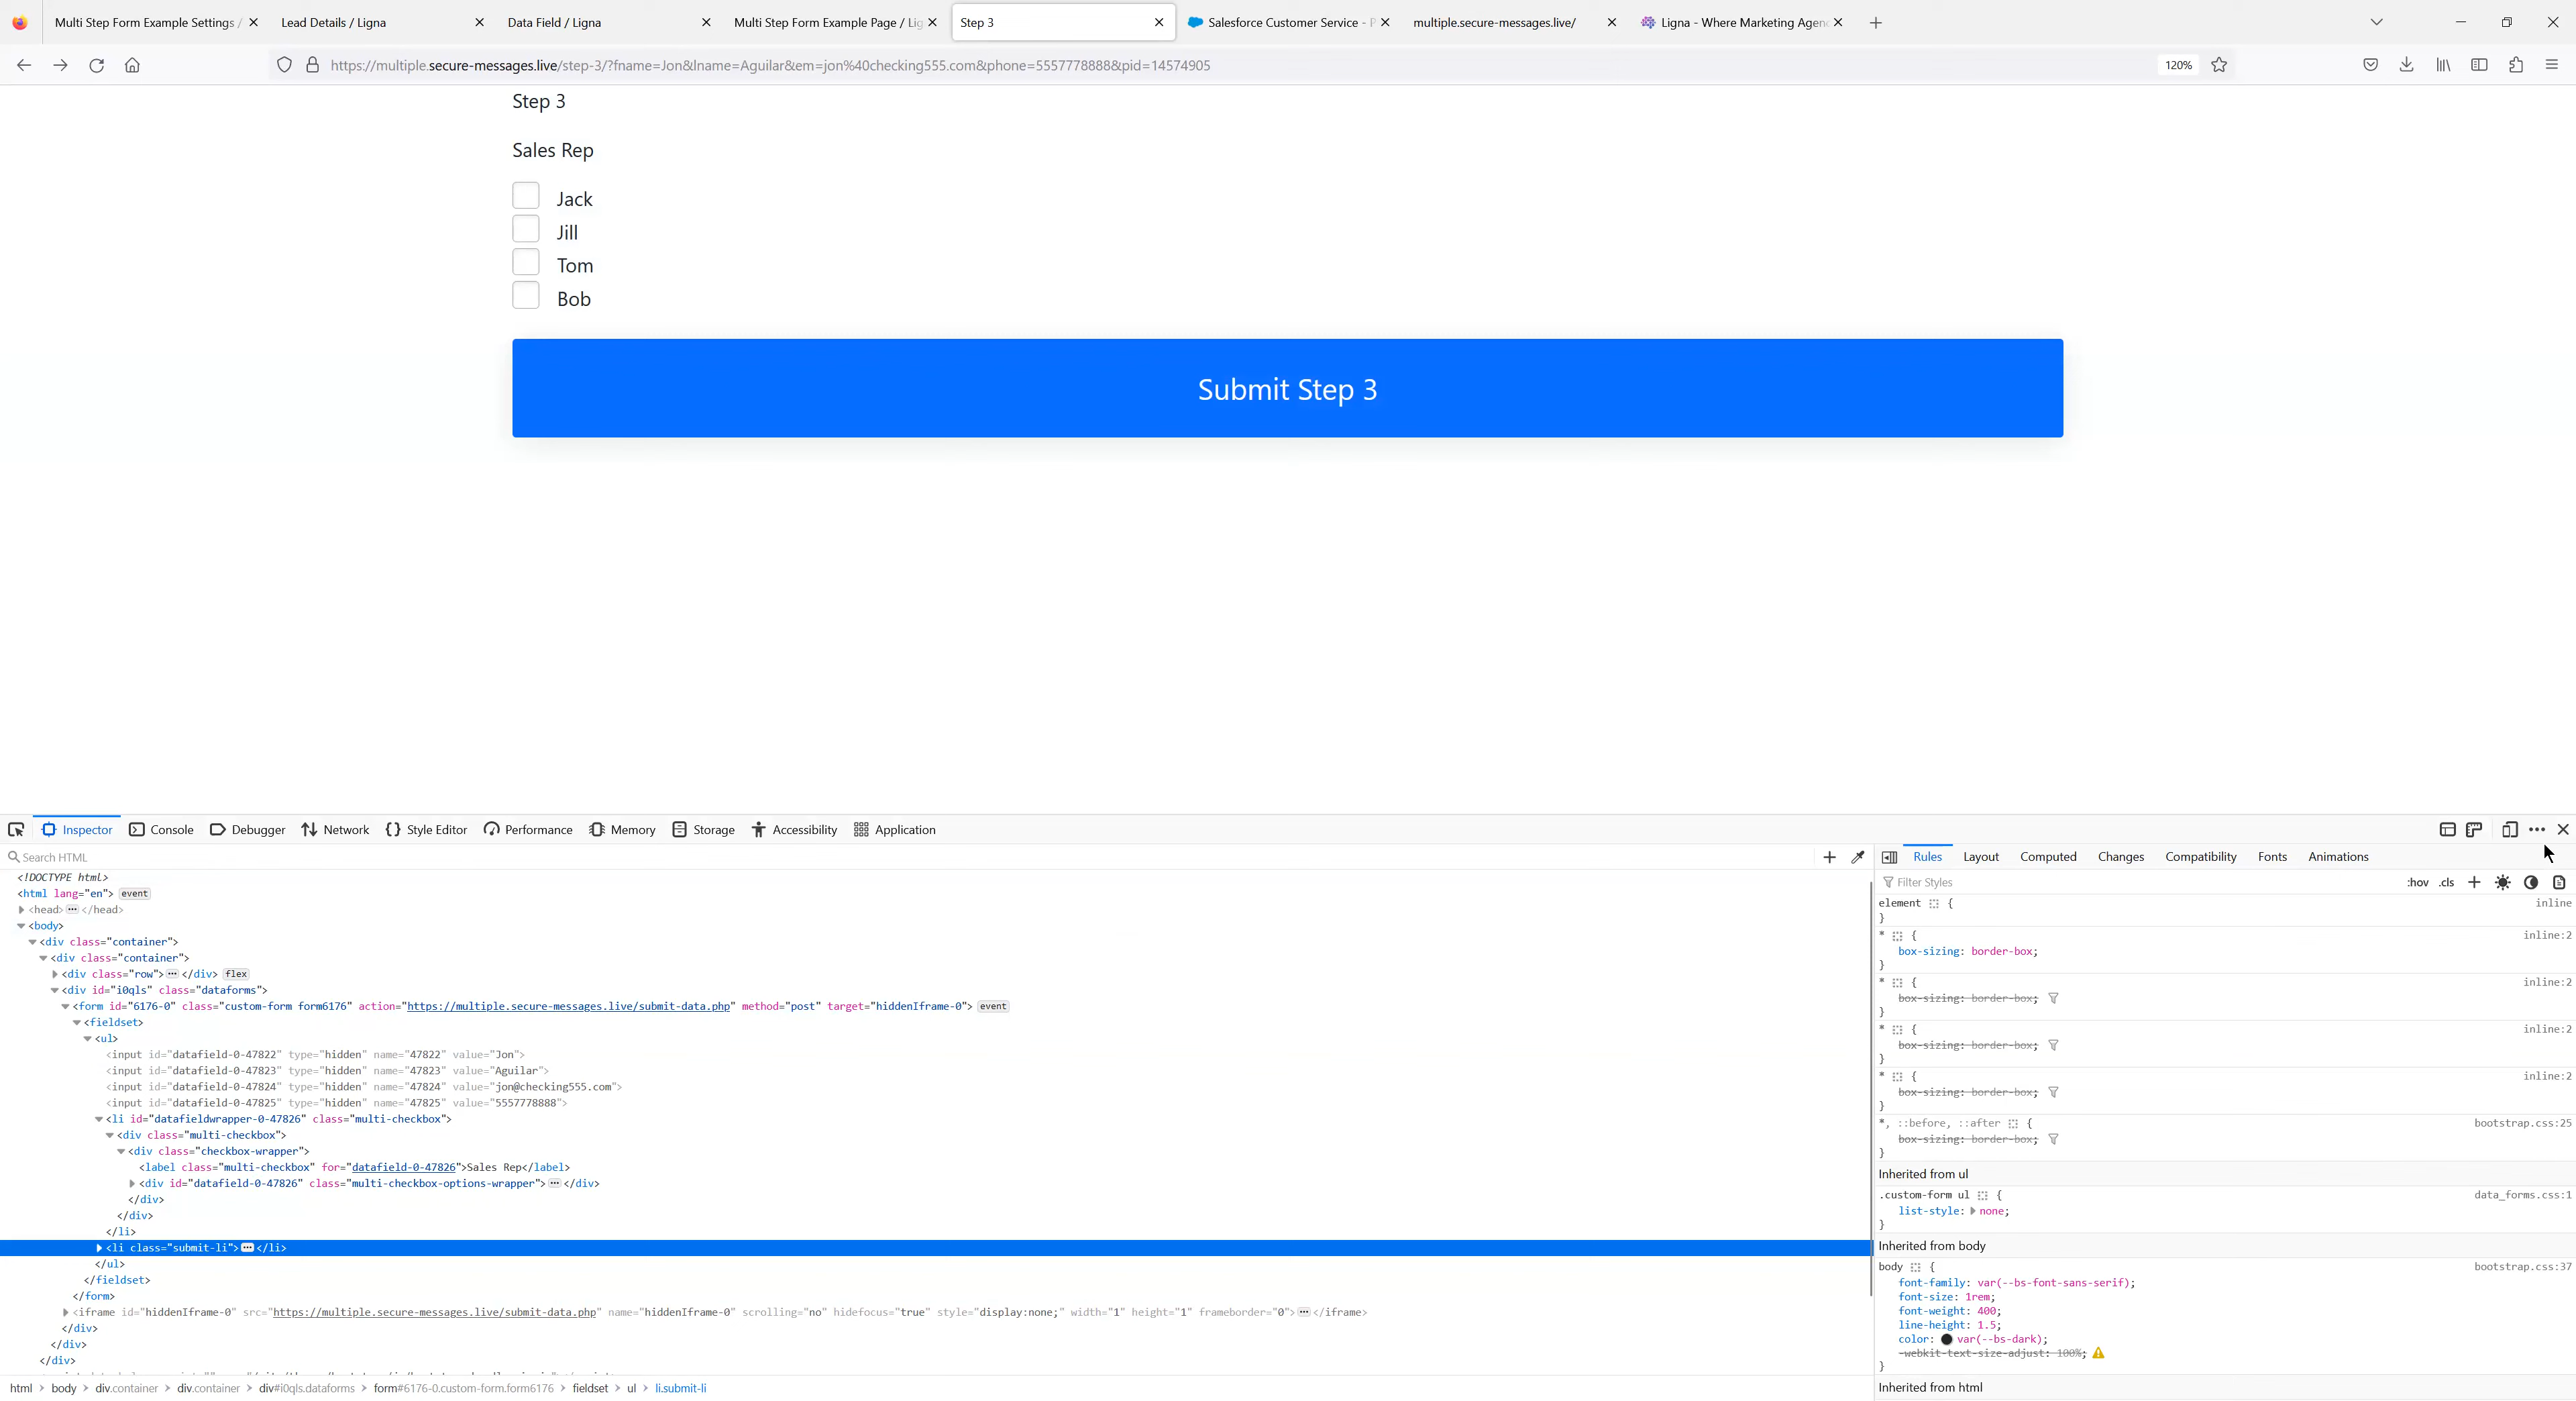 Multi Step Form Example Settings /
Lead Details / Ligna
Data Field / Ligna
Multi Step Form Example Page / Lig
Step 3
Salesforce Customer Service - P
multiple.secure-messages.live/
Ligna - Where Marketing Agen
https://multiple.secure-messages.live/step-3/?fname=Jon&lname=Aguilar&em=jon%40checking555.com&phone=5557778888&pid=14574905
120%
Step 3
Sales Rep
Jack
Jill
Tom
Bob
Submit Step 3
Inspector Console Debugger Network Style Editor Performance Memory Storage Accessibility Application
Search HTML
<!DOCTYPE html>
<html lang="en"> event
<head> ••• </head>
<body>
<div class="container">
<div class="container">
<div class="row"> ••• </div> flex
<div id="i0qls" class="dataforms">
<form id="6176-0" class="custom-form form6176" action="https://multiple.secure-messages.live/submit-data.php" method="post" target="hiddenIframe-0"> event
<fieldset>
<ul>
<input id="datafield-0-47822" type="hidden" name="47822" value="Jon">
<input id="datafield-0-47823" type="hidden" name="47823" value="Aguilar">
<input id="datafield-0-47824" type="hidden" name="47824" value="jon@checking555.com">
<input id="datafield-0-47825" type="hidden" name="47825" value="5557778888">
<li id="datafieldwrapper-0-47826" class="multi-checkbox">
<div class="multi-checkbox">
<div class="checkbox-wrapper">
<label class="multi-checkbox" for="datafield-0-47826">Sales Rep</label>
<div id="datafield-0-47826" class="multi-checkbox-options-wrapper"> ••• </div>
</div>
</div>
</li>
<li class="submit-li"> ••• </li>
</ul>
</fieldset>
</form>
<iframe id="hiddenIframe-0" src="https://multiple.secure-messages.live/submit-data.php" name="hiddenIframe-0" scrolling="no" hidefocus="true" style="display:none;" width="1" height="1" frameborder="0"> ••• </iframe>
</div>
</div>
</div>
html > body > div.container > div.container > div#i0qls.dataforms > form#6176-0.custom-form.form6176 > fieldset > ul > li.submit-li
Rules Layout Computed Changes Compatibility Fonts Animations
Filter Styles :hov .cls
element { inline
}
* { inline:2
box-sizing: border-box;
}
* { inline:2
box-sizing: border-box;
}
* { inline:2
box-sizing: border-box;
}
* { inline:2
box-sizing: border-box;
}
*, ::before, ::after { bootstrap.css:25
box-sizing: border-box;
}
Inherited from ul
.custom-form ul { data_forms.css:1
list-style: none;
}
Inherited from body
body { bootstrap.css:37
font-family: var(--bs-font-sans-serif);
font-size: 1rem;
font-weight: 400;
line-height: 1.5;
color: var(--bs-dark);
-webkit-text-size-adjust: 100%;
}
Inherited from html